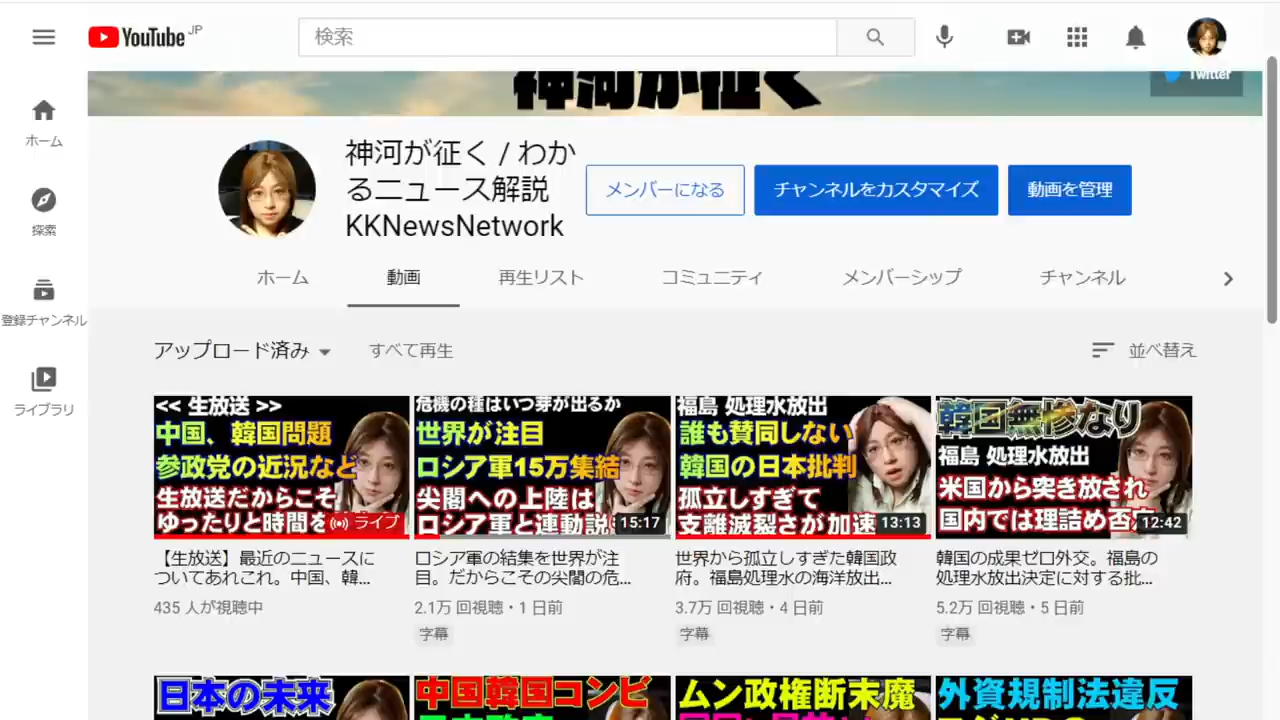 YouTube JP
検索
神河が征く
Twitter
ホーム
探索
登録チャンネル
ライブラリ
神河が征く / わか
るニュース解説
KKNewsNetwork
メンバーになる
チャンネルをカスタマイズ
動画を管理
ホーム
動画
再生リスト
コミュニティ
メンバーシップ
チャンネル
アップロード済み
すべて再生
並べ替え
<< 生放送 >>
中国、韓国問題
参政党の近況など
生放送だからこそ
ゆったりと時間を
ライブ
【生放送】最近のニュースに
ついてあれこれ。中国、韓...
435 人が視聴中
危機の種はいつ芽が出るか
世界が注目
ロシア軍15万集結
尖閣への上陸は
ロシア軍と連動説
15:17
ロシア軍の結集を世界が注
目。だからこその尖閣の危...
2.1万 回視聴・1 日前
字幕
福島 処理水放出
誰も賛同しない
韓国の日本批判
孤立しすぎて
支離滅裂さが加速
13:13
世界から孤立しすぎた韓国政
府。福島処理水の海洋放出...
3.7万 回視聴・4 日前
字幕
韓国無惨なり
福島 処理水放出
米国から突き放され
国内では理詰め否
12:42
韓国の成果ゼロ外交。福島の
処理水放出決定に対する批...
5.2万 回視聴・5 日前
字幕
日本の未来
中国韓国コンビ
ムン政権断末魔
外資規制法違反